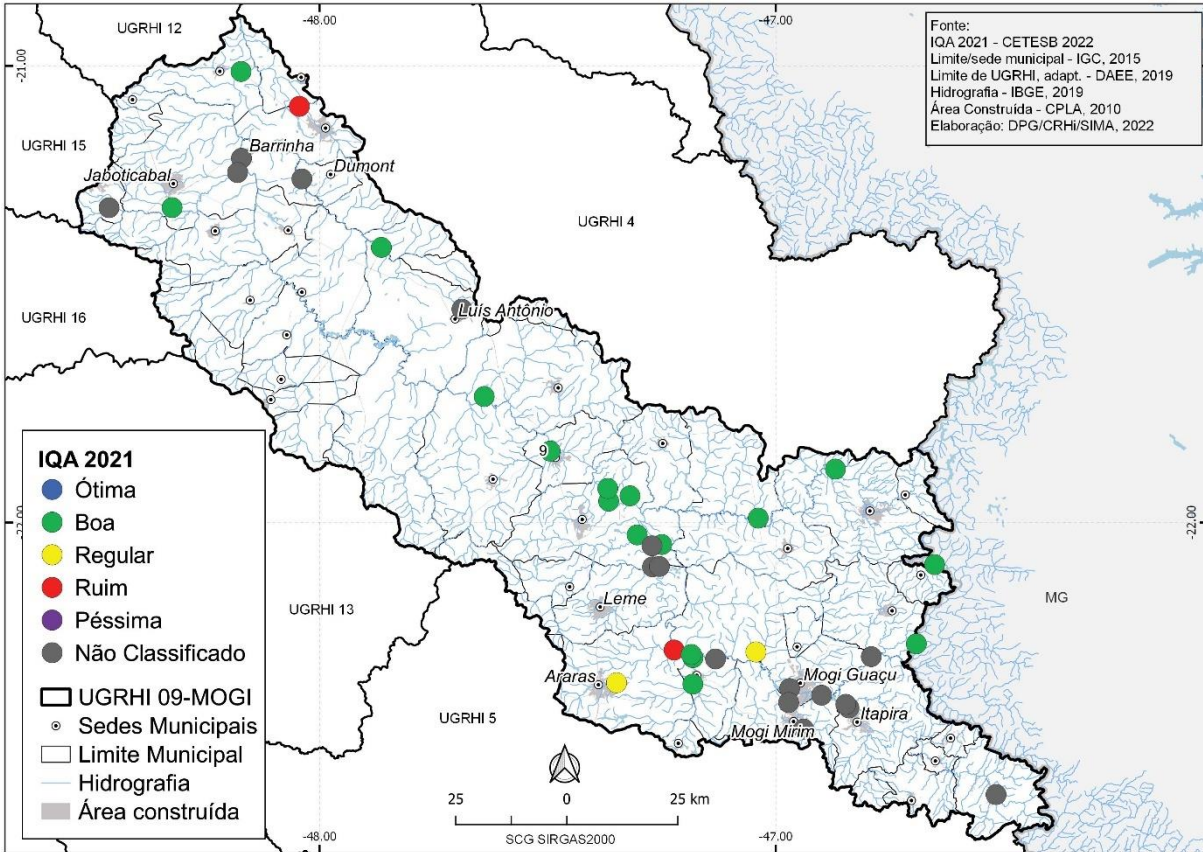 UGRHI 12
-48.00
-47.00
Fonte:
IQA 2021 - CETESB 2022
Limite/sede municipal - IGC, 2015
Limite de UGRHI, adapt. - DAEE, 2019
Hidrografia - IBGE, 2019
Área Construída - CPLA, 2010
Elaboração: DPG/CRHi/SIMA, 2022
-21.00
-21.00
UGRHI 15
Barrinha
Jaboticabal
Dumont
UGRHI 4
Luís Antônio
UGRHI 16
9
-22.00
-22.00
UGRHI 13
Leme
MG
Araras
Mogi Guaçu
Itapira
Mogi Mirim
UGRHI 5
IQA 2021
Ótima
Boa
Regular
Ruim
Péssima
Não Classificado
UGRHI 09-MOGI
Sedes Municipais
Limite Municipal
Hidrografia
Área construída
25 0 25 km
-48.00
SCG SIRGAS2000
-47.00